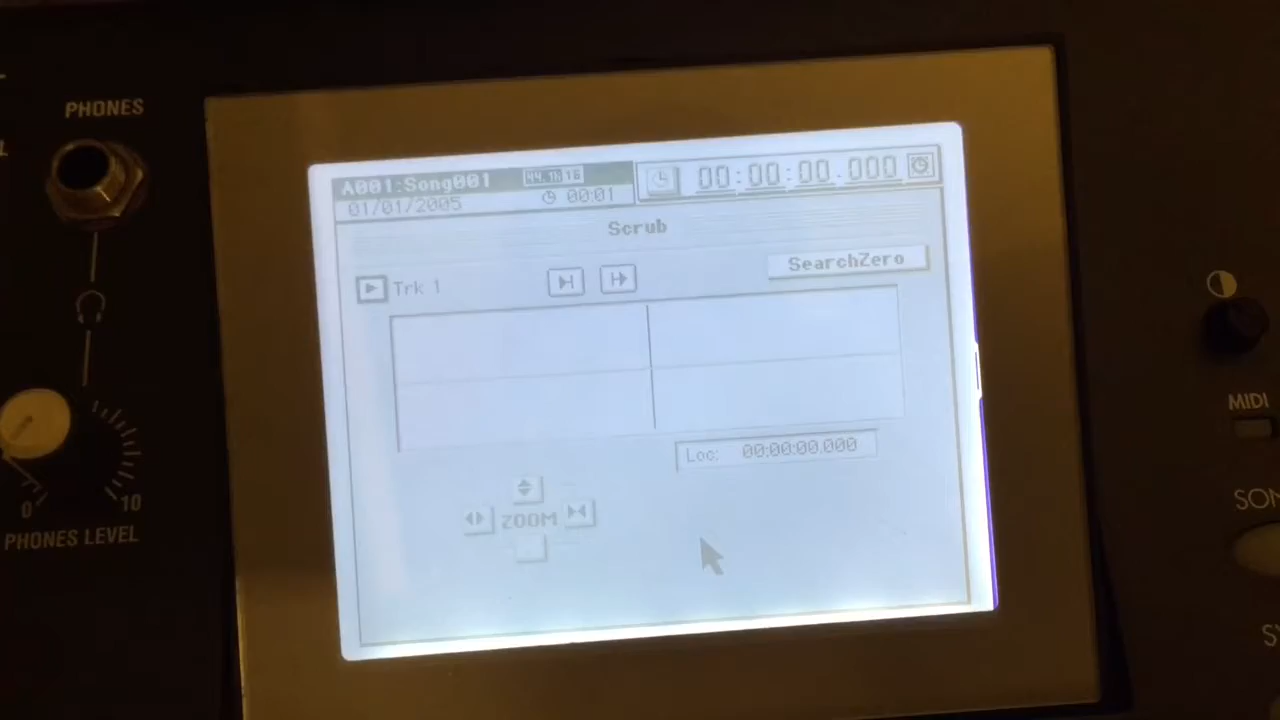 PHONES
A001:Song001 44.1k16 00:00:00.000
01/01/2005 00:01
Scrub
SearchZero
Trk 1
Loc: 00:00:00.000
ZOOM
0 10
PHONES LEVEL
MIDI